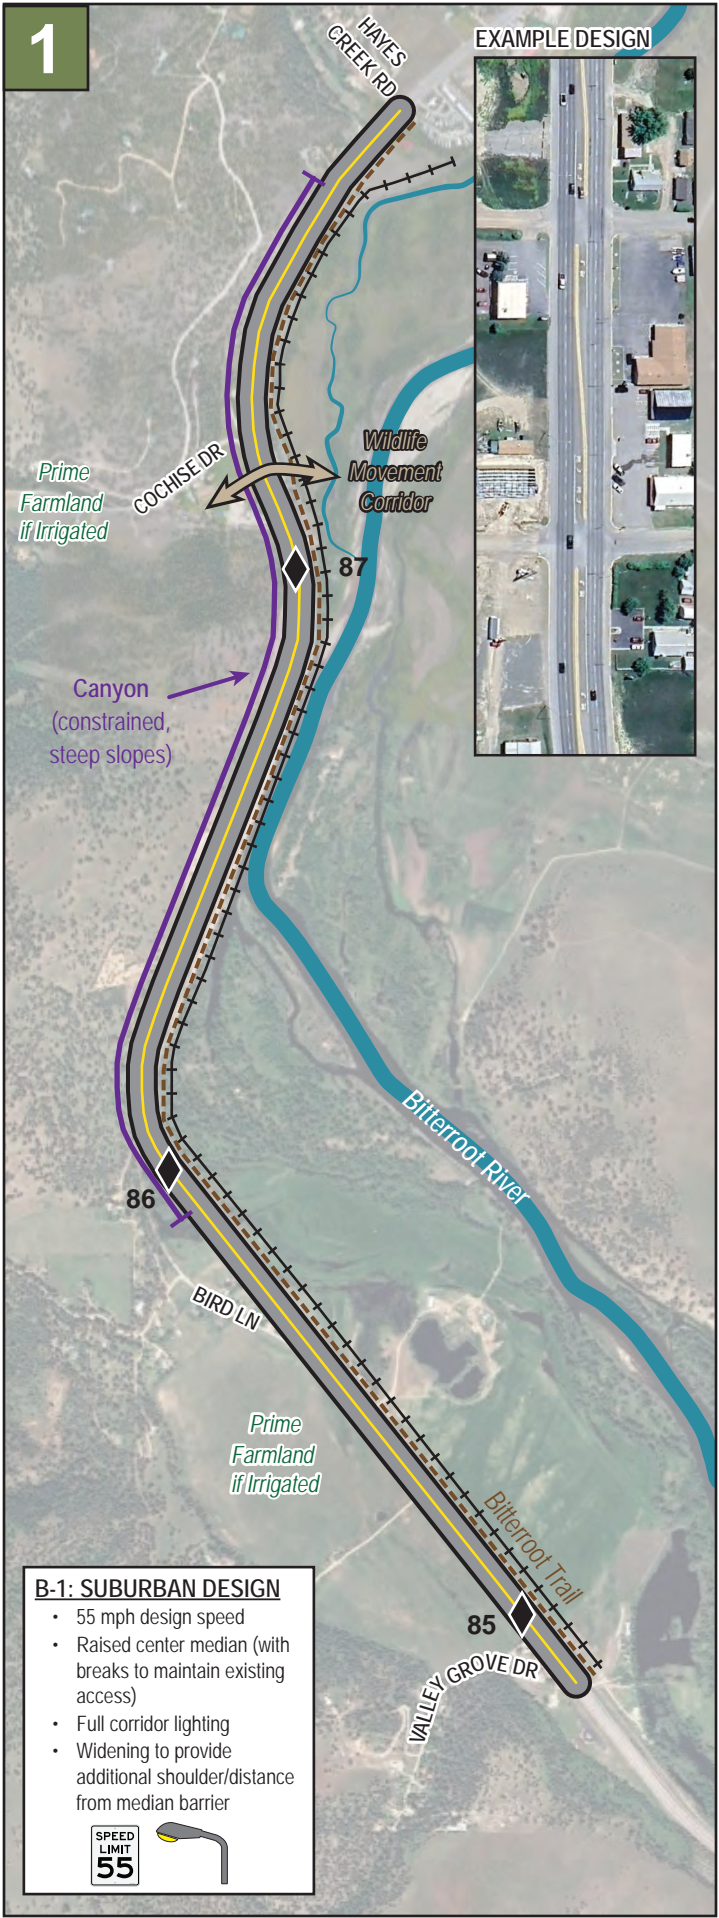 1
HAYES
CREEK RD
EXAMPLE DESIGN
Wildlife
Movement
Corridor
COCHISE DR
Prime
Farmland
if Irrigated
87
Canyon
(constrained,
steep slopes)
Bitterroot River
86
BIRD LN
Prime
Farmland
if Irrigated
Bitterroot Trail
85
VALLEY GROVE DR
B-1: SUBURBAN DESIGN
• 55 mph design speed
• Raised center median (with
breaks to maintain existing
access)
• Full corridor lighting
• Widening to provide
additional shoulder/distance
from median barrier
SPEED
LIMIT
55